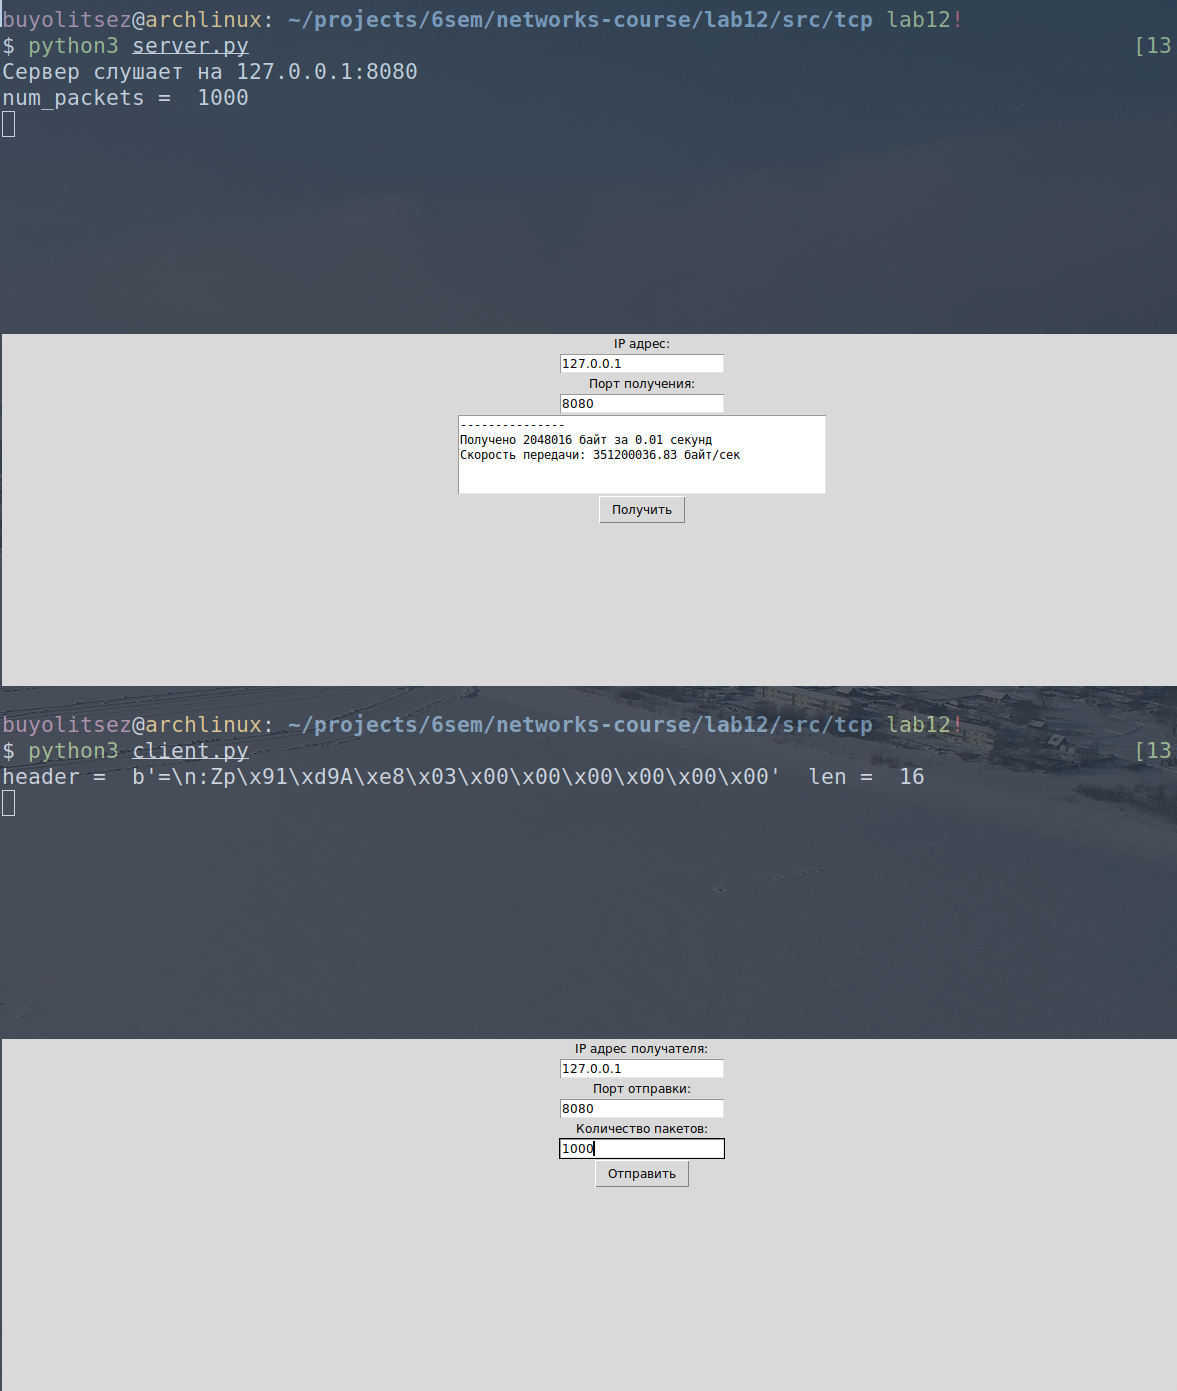 buyolitsez@archlinux: ~/projects/6sem/networks-course/lab12/src/tcp lab12!
$ python3 server.py [13
Сервер слушает на 127.0.0.1:8080
num_packets =  1000
IP адрес:
127.0.0.1
Порт получения:
8080
---------------
Получено 2048016 байт за 0.01 секунд
Скорость передачи: 351200036.83 байт/сек
Получить
buyolitsez@archlinux: ~/projects/6sem/networks-course/lab12/src/tcp lab12!
$ python3 client.py [13
header =  b'=\n:Zp\x91\xd9A\xe8\x03\x00\x00\x00\x00\x00\x00'  len =  16
IP адрес получателя:
127.0.0.1
Порт отправки:
8080
Количество пакетов:
1000
Отправить